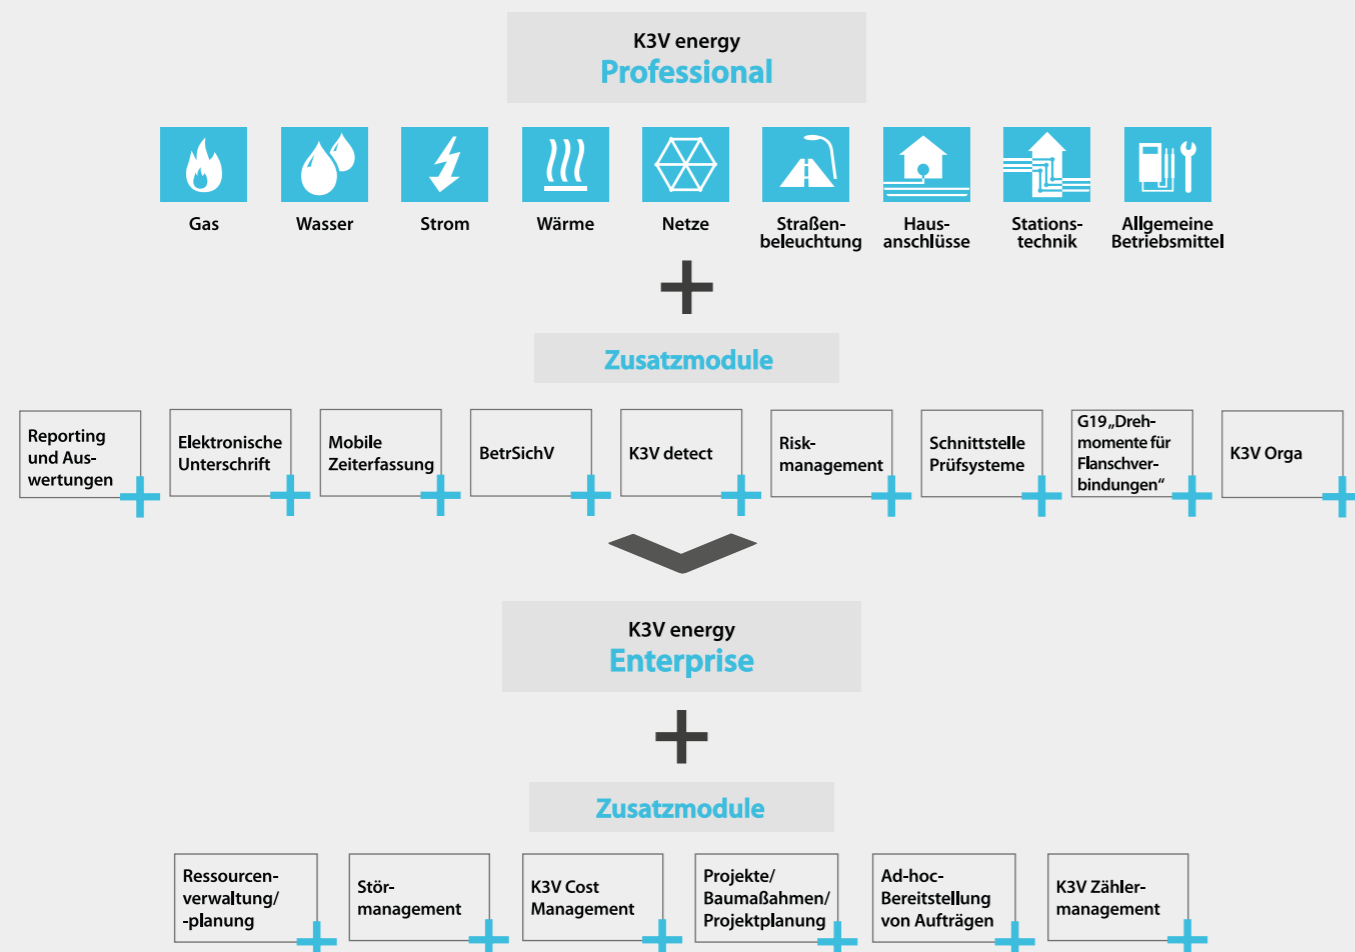 K3V energy
Professional
Gas
Wasser
Strom
Wärme
Netze
Straßen-
beleuchtung
Haus-
anschlüsse
Stations-
technik
Allgemeine
Betriebsmittel
Zusatzmodule
Reporting
und Aus-
wertungen
Elektronische
Unterschrift
Mobile
Zeiterfassung
BetrSichV
K3V detect
Risk-
management
Schnittstelle
Prüfsysteme
G19„Dreh-
momente für
Flanschver-
bindungen“
K3V Orga
K3V energy
Enterprise
Zusatzmodule
Ressourcen-
verwaltung/
-planung
Stör-
management
K3V Cost
Management
Projekte/
Baumaßahmen/
Projektplanung
Ad-hoc-
Bereitstellung
von Aufträgen
K3V Zähler-
management